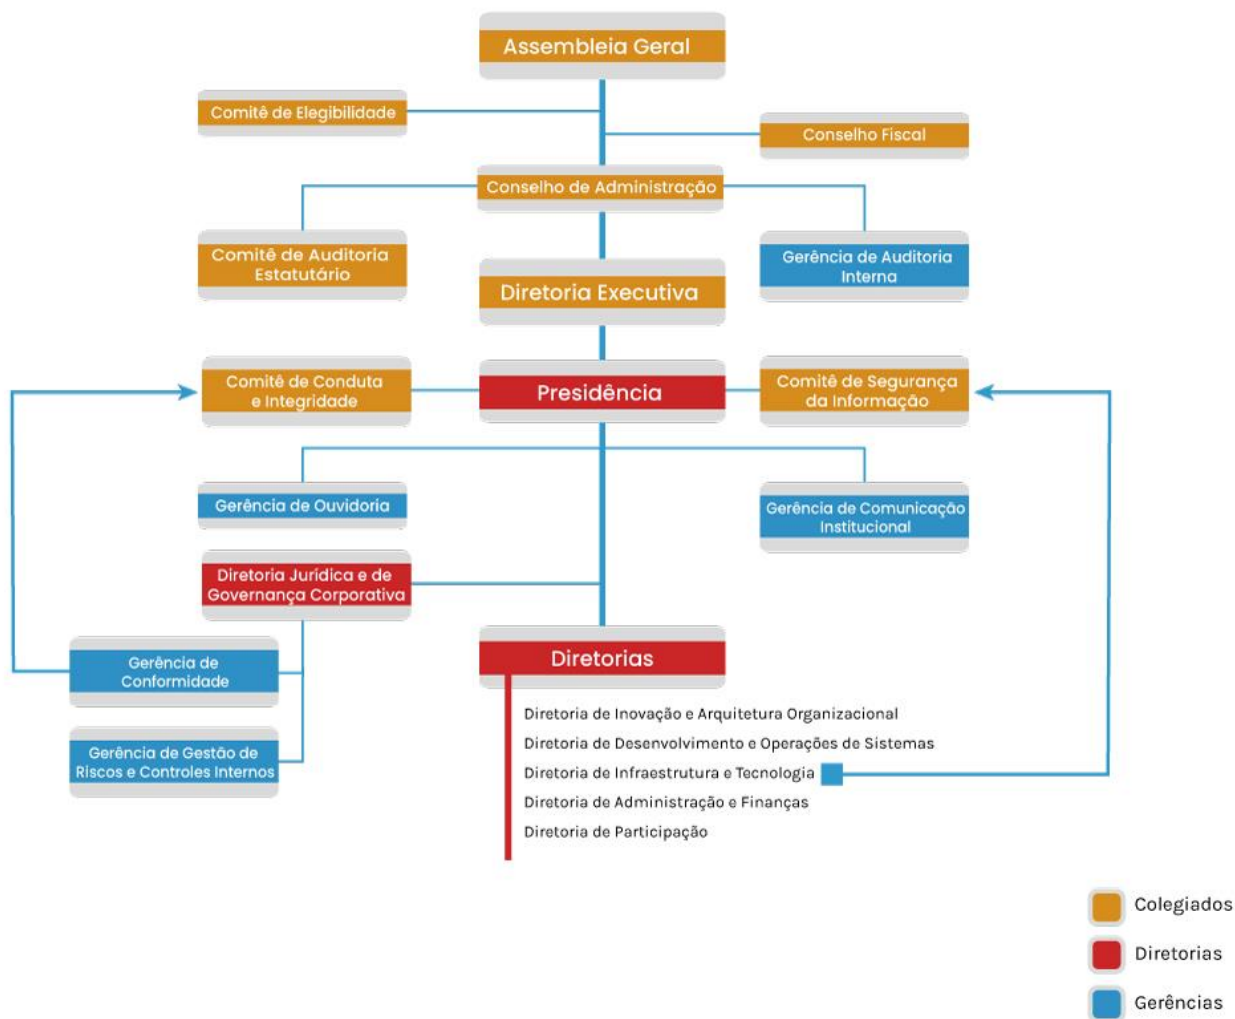 Assembleia Geral
Comitê de Elegibilidade
Conselho Fiscal
Conselho de Administração
Comitê de Auditoria
Estatutário
Gerência de Auditoria
Interna
Diretoria Executiva
Comitê de Conduta
e Integridade
Presidência
Comitê de Segurança
da Informação
Gerência de Ouvidoria
Gerência de Comunicação
Institucional
Diretoria Jurídica e de
Governança Corporativa
Diretorias
Gerência de
Conformidade
Gerência de Gestão de
Riscos e Controles Internos
Diretoria de Inovação e Arquitetura Organizacional
Diretoria de Desenvolvimento e Operações de Sistemas
Diretoria de Infraestrutura e Tecnologia
Diretoria de Administração e Finanças
Diretoria de Participação
Colegiados
Diretorias
Gerências